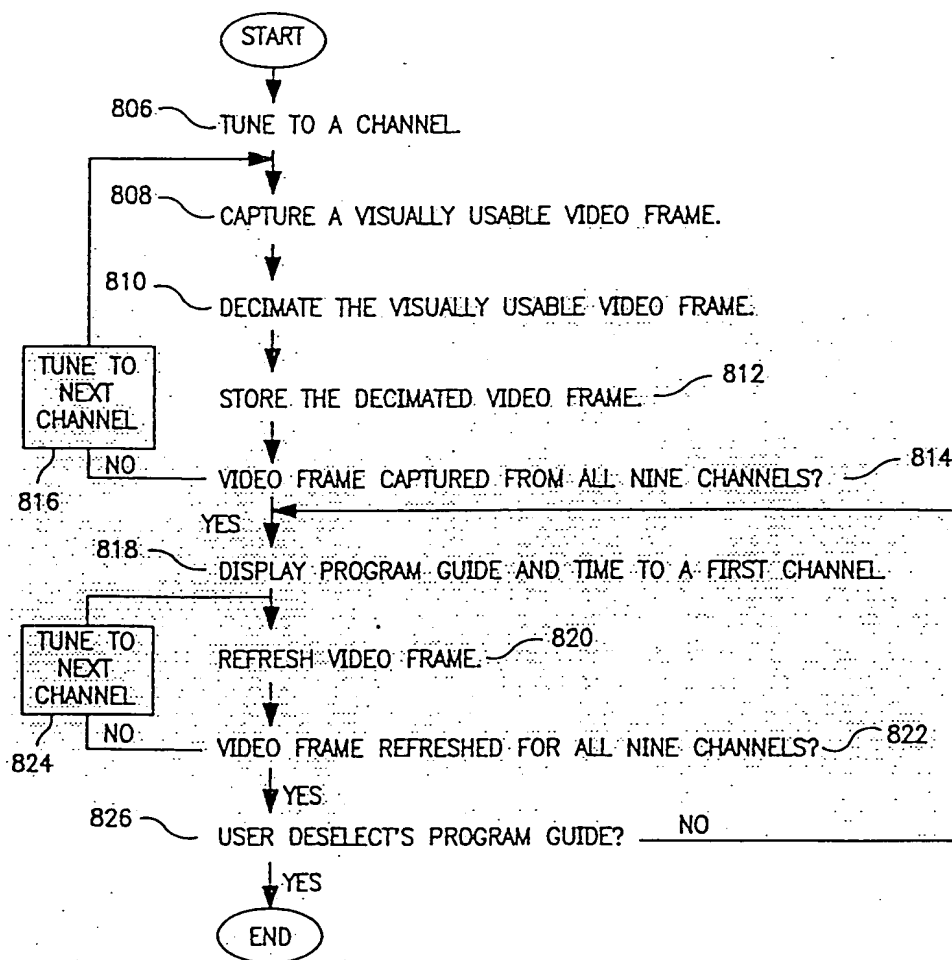 START
806
TUNE TO A CHANNEL
808
CAPTURE A VISUALLY USABLE VIDEO FRAME.
810
DECIMATE THE VISUALLY USABLE VIDEO FRAME.
TUNE TO
NEXT
CHANNEL
812
STORE THE DECIMATED VIDEO FRAME.
816
NO
VIDEO FRAME CAPTURED FROM ALL NINE CHANNELS?
814
YES
818
DISPLAY PROGRAM GUIDE AND TIME TO A FIRST CHANNEL
TUNE TO
NEXT
CHANNEL
REFRESH VIDEO FRAME.
820
824
NO
VIDEO FRAME REFRESHED FOR ALL NINE CHANNELS?
822
YES
826
USER DESELECT'S PROGRAM GUIDE?
NO
YES
END